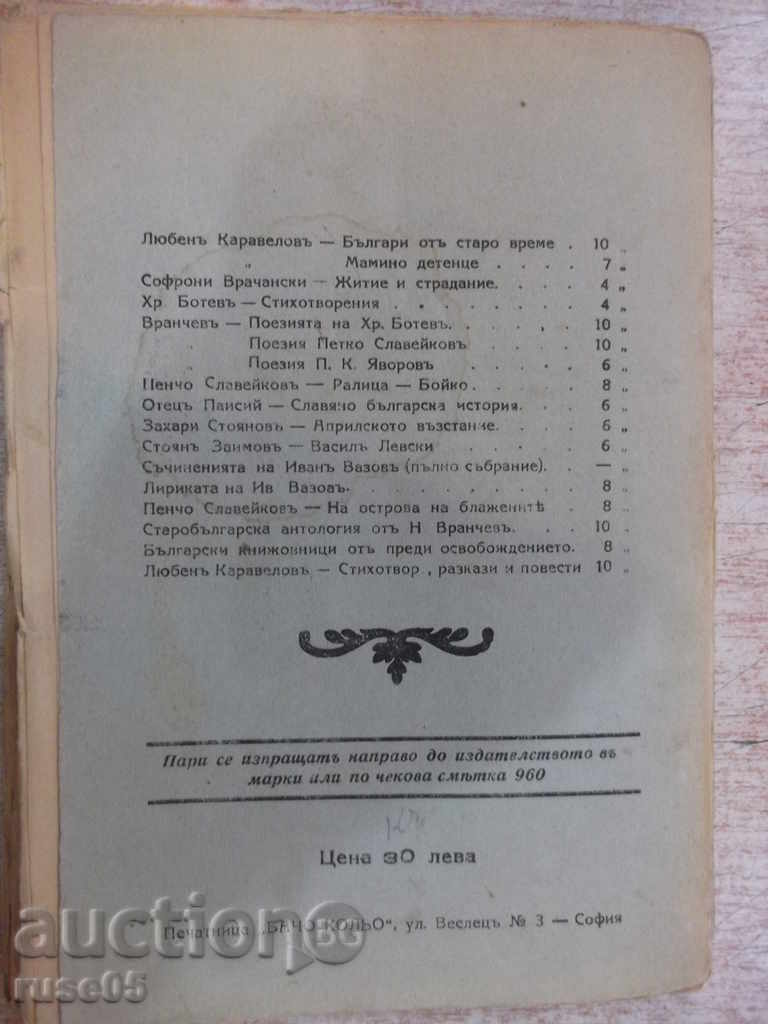 Любенъ Каравеловъ — Българи отъ старо време . 10 „
„ Мамино детенце . . . . 7 „
Софрони Врачански — Житие и страдание. . . . 4 „
Хр. Ботевъ — Стихотворения . . . . . . . 4 „
Вранчевъ — Поезията на Хр. Ботевъ. . . . . 10 „
„ Поезия Петко Славейковъ . . . . 10 „
„ Поезия П. К. Яворовъ . . . . 6 „
Пенчо Славейковъ — Ралица — Бойко . . . . . 8 „
Отецъ Паисий — Славяно българска история. . . 6 „
Захари Стояновъ — Априлското възстание. . . . 6 „
Стоянъ Заимовъ — Василъ Левски . . . . . 6 „
Съчиненията на Иванъ Вазовъ (пълно събрание). . — „
Лириката на Ив Вазовъ. . . . . . . . . 8 „
Пенчо Славейковъ — На острова на блаженитѣ . 8 „
Старобългарска антология отъ Н Вранчевъ. . . 10 „
Български книжовници отъ преди освобождението. 8 „
Любенъ Каравеловъ — Стихотвор , разкази и повести 10 „
Пари се изпращатъ направо до издателството въ
марки или по чекова смѣтка 960
Цена 30 лева
Печатница „БАЧО КОЛЬО“, ул. Веслецъ № 3 — София
auction BG
ruse05